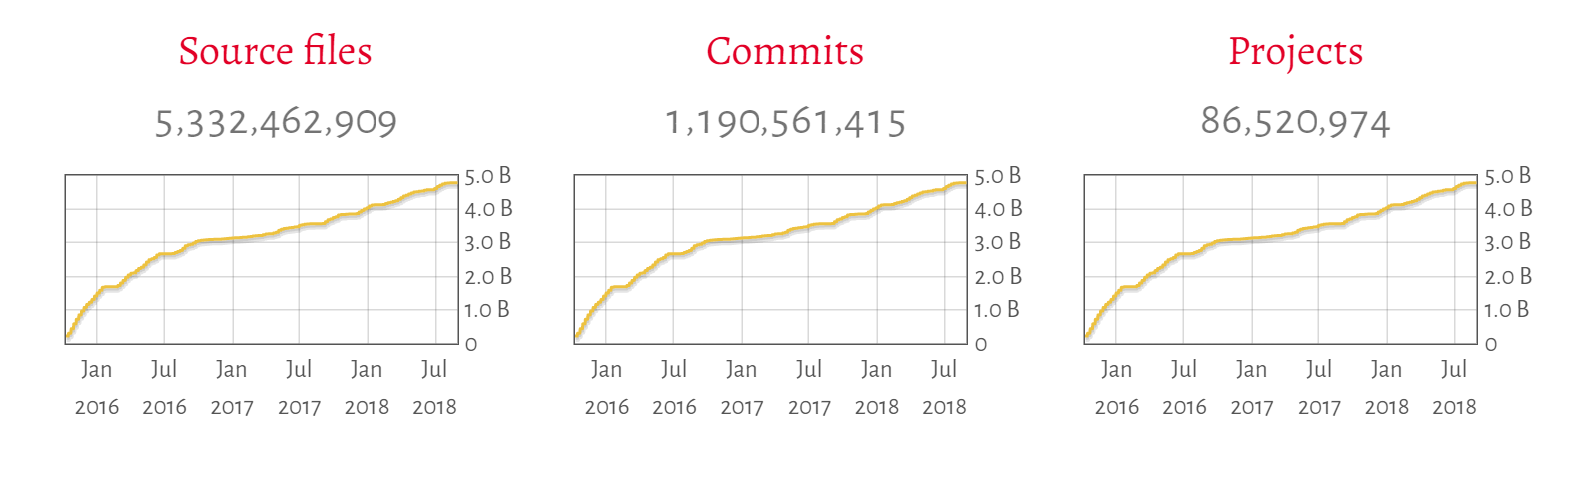 Source files
5,332,462,909
5.0 B
4.0 B
3.0 B
2.0 B
1.0 B
0
Jan Jul Jan Jul Jan Jul
2016 2016 2017 2017 2018 2018
Commits
1,190,561,415
5.0 B
4.0 B
3.0 B
2.0 B
1.0 B
0
Jan Jul Jan Jul Jan Jul
2016 2016 2017 2017 2018 2018
Projects
86,520,974
5.0 B
4.0 B
3.0 B
2.0 B
1.0 B
0
Jan Jul Jan Jul Jan Jul
2016 2016 2017 2017 2018 2018